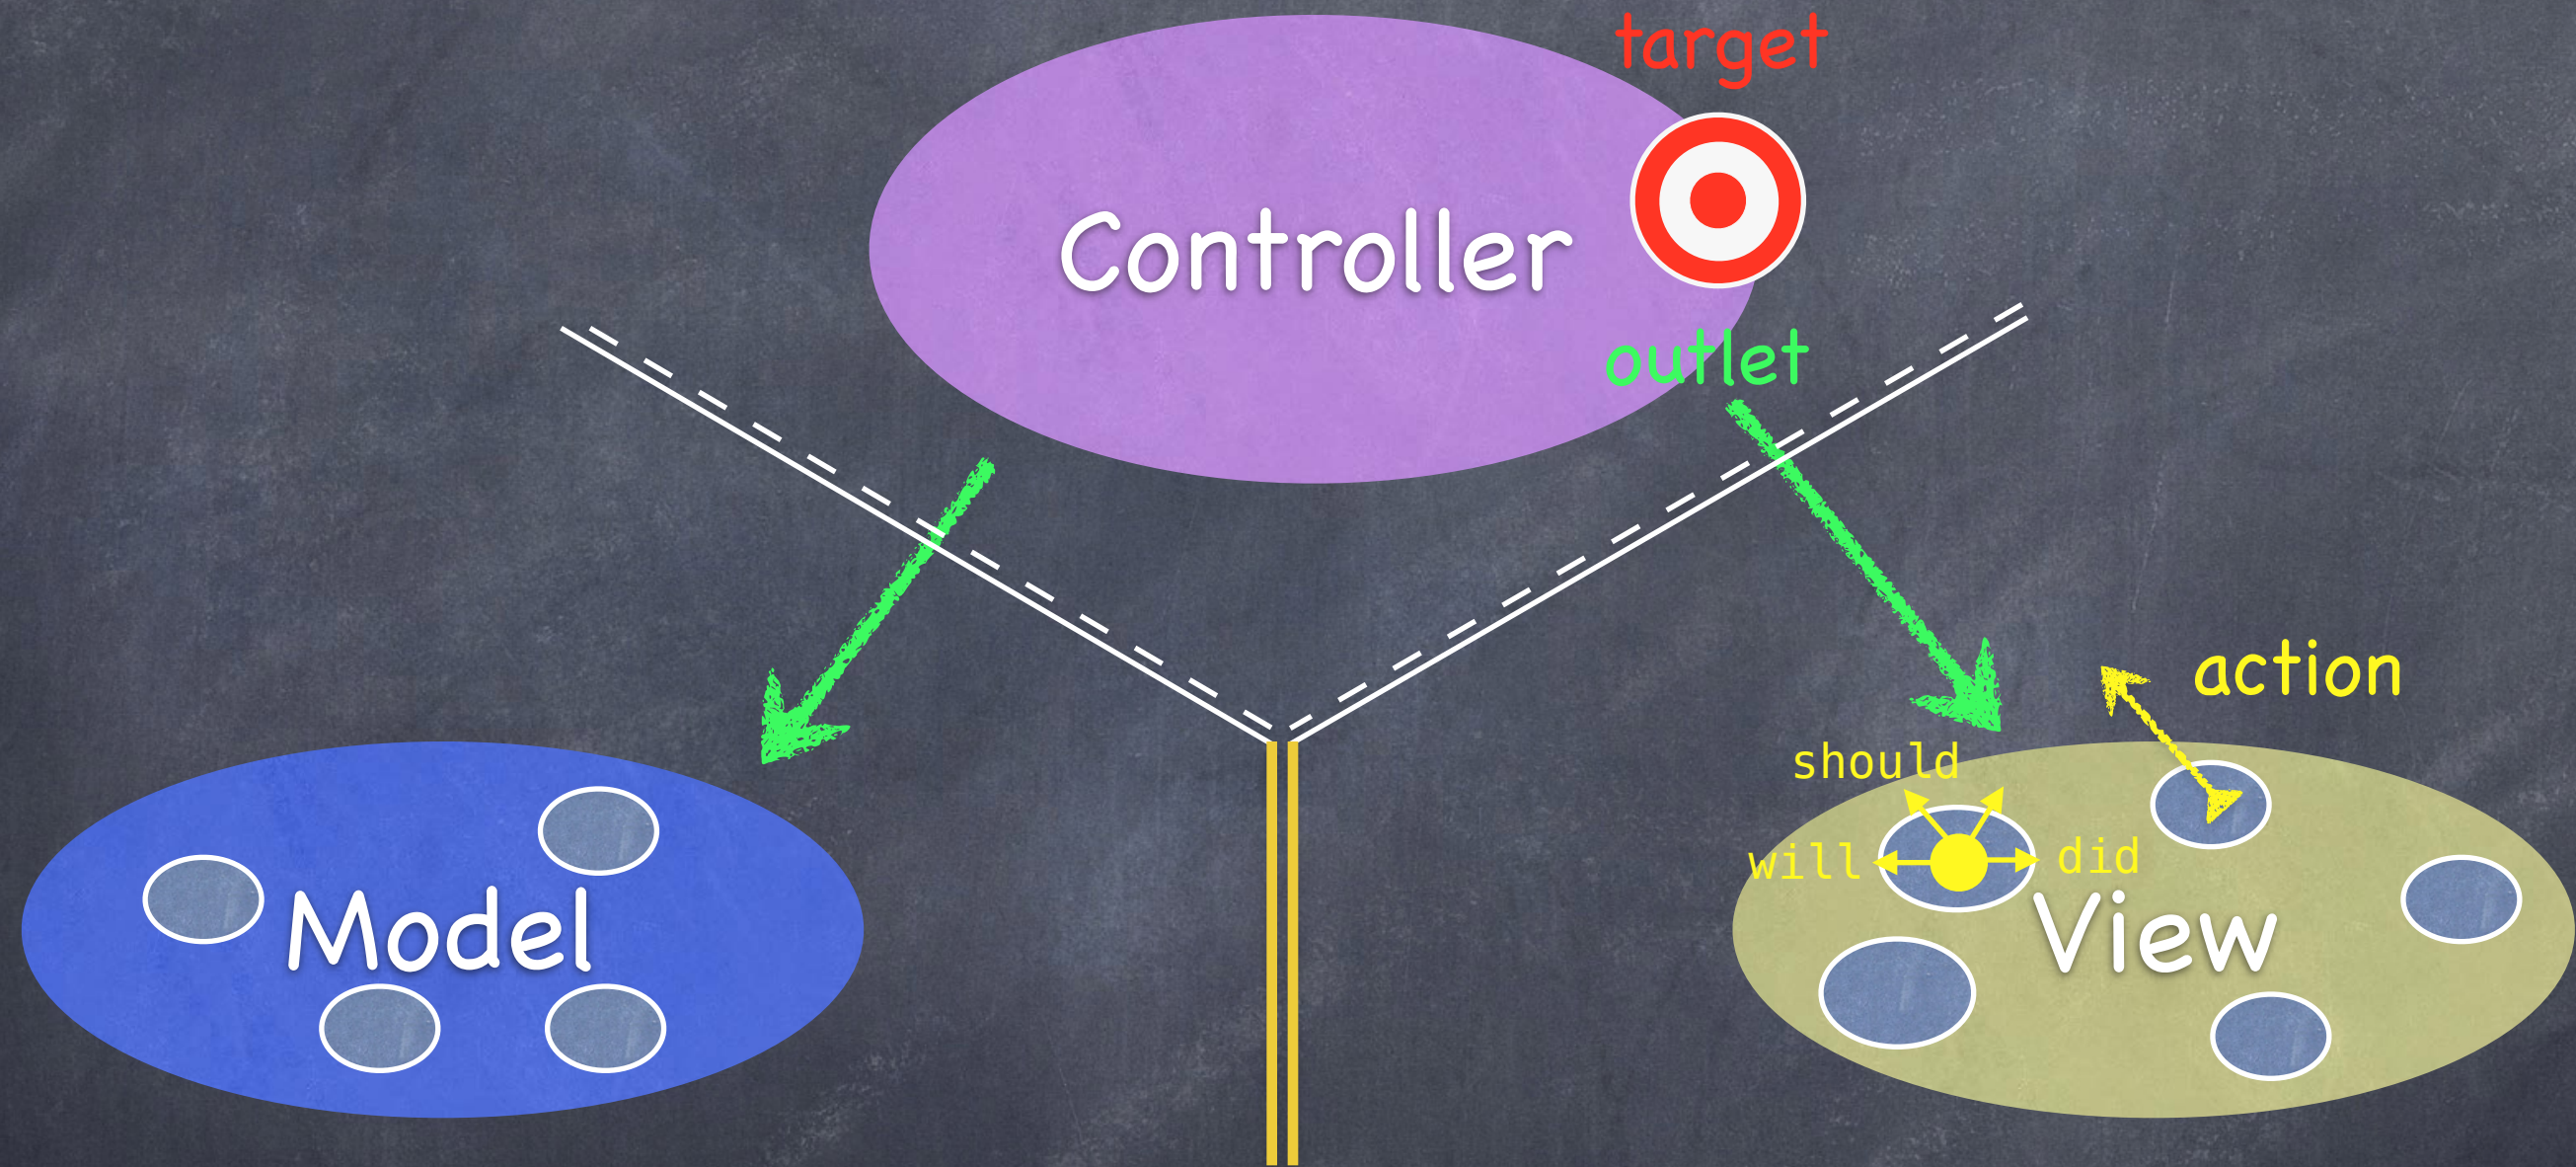 target
Controller
outlet
action
should
will
did
Model
View